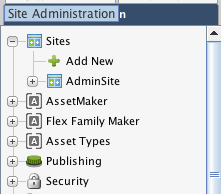 Site Administration n
Sites
Add New
AdminSite
AssetMaker
Flex Family Maker
Asset Types
Publishing
Security